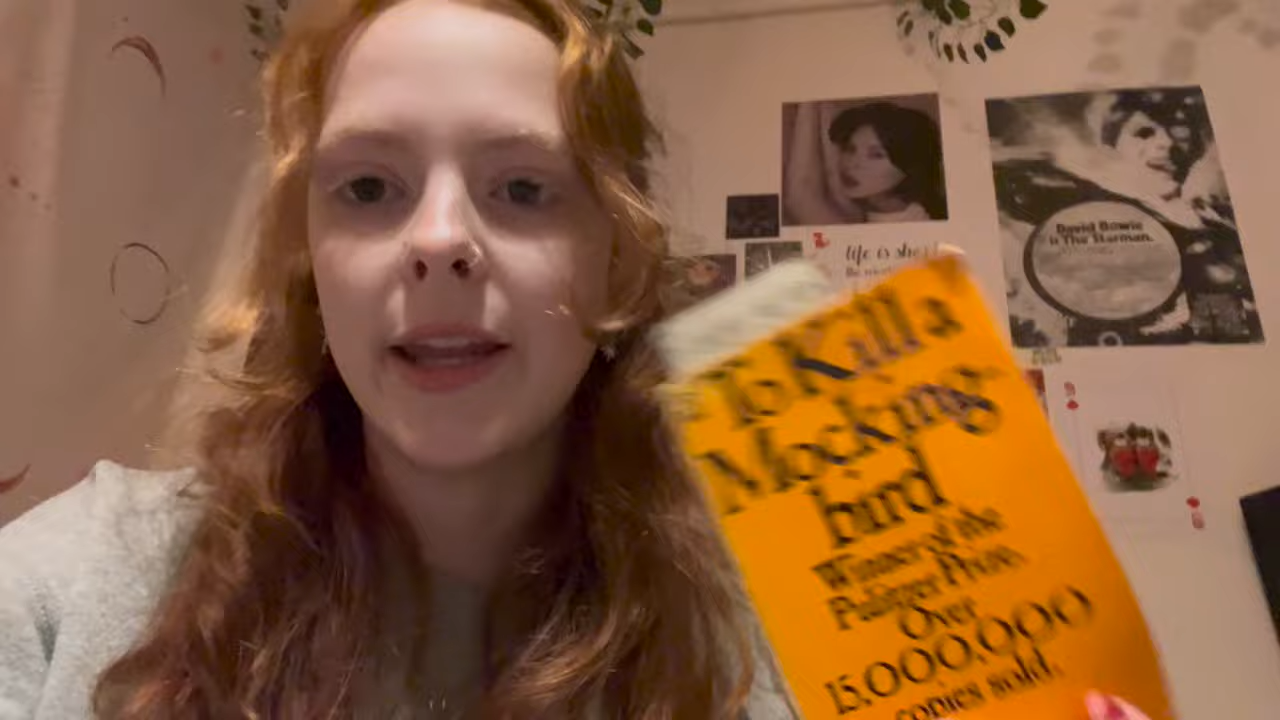 David Bowie
is The Starman.
life is short
To Kill a
Mocking-
bird
Winner of the
Pulitzer Prize.
Over
15,000,000
copies sold.